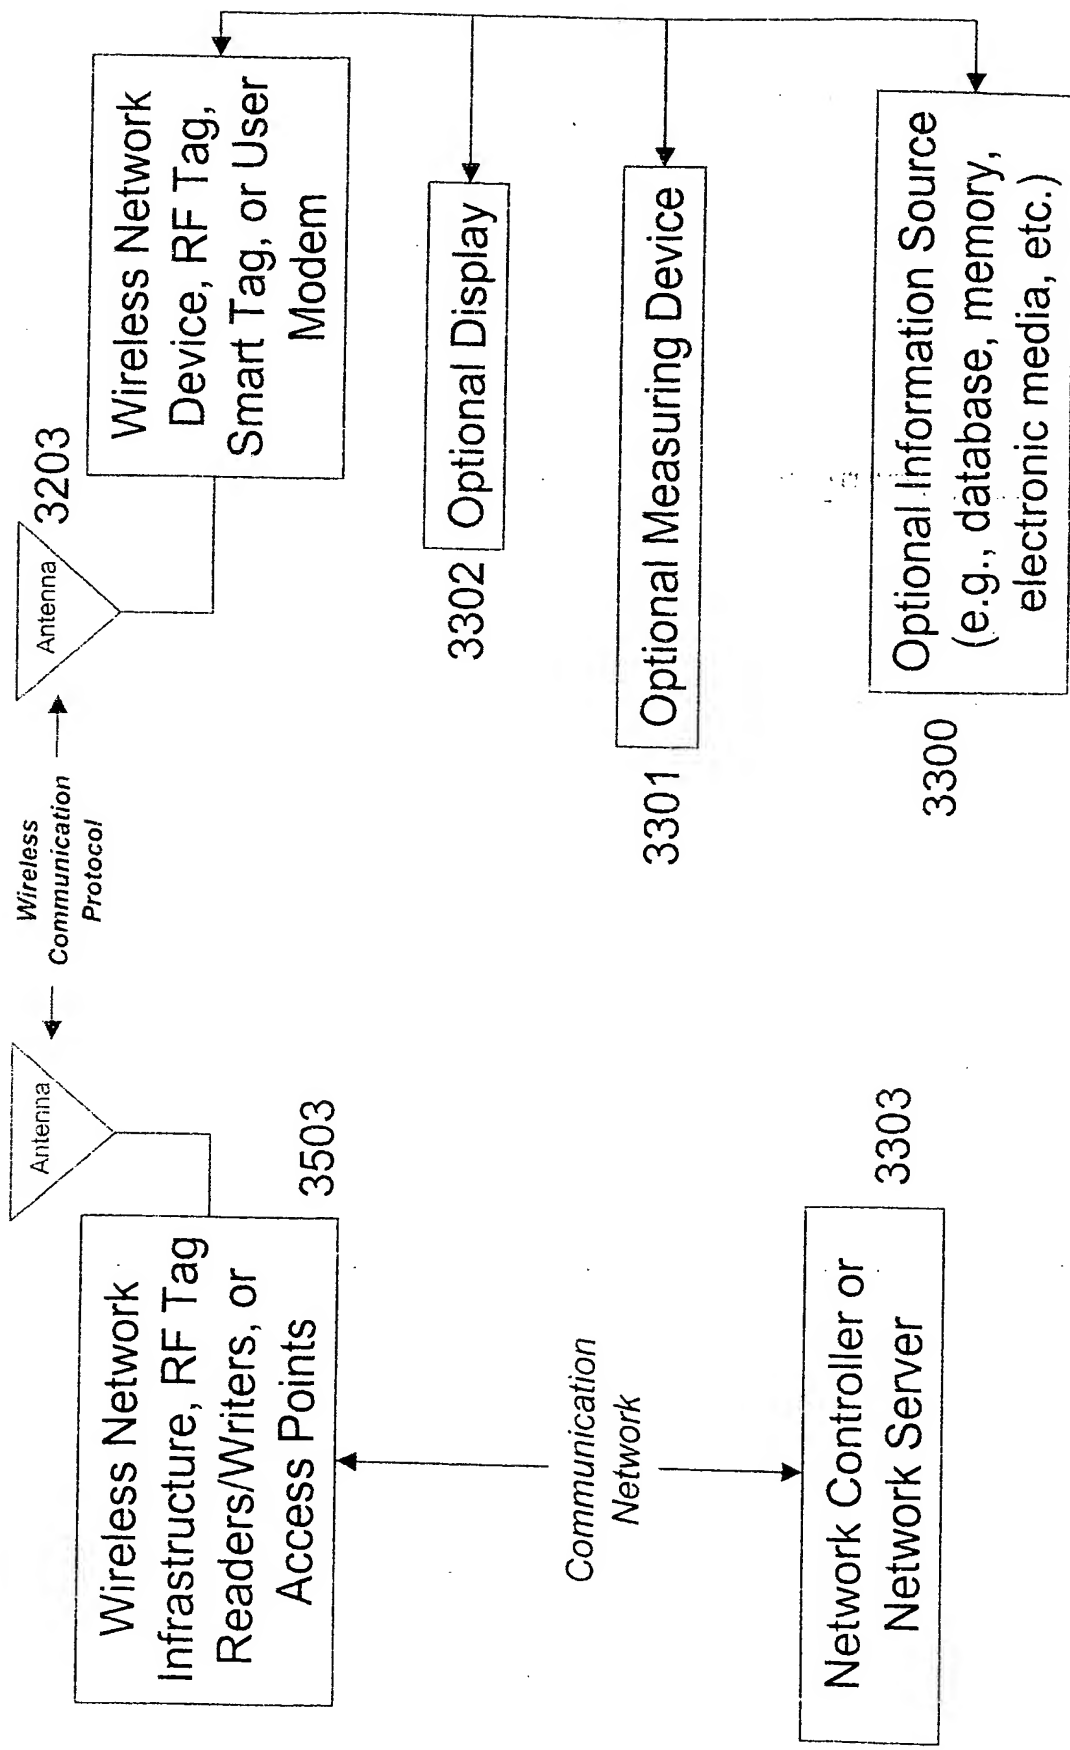 Antenna
Wireless
Communication
Protocol
Antenna
3203
Wireless Network
Infrastructure, RF Tag
Readers/Writers, or
Access Points
3503
Wireless Network
Device, RF Tag,
Smart Tag, or User
Modem
3302
Optional Display
Communication
Network
3301
Optional Measuring Device
Network Controller or
Network Server
3303
3300
Optional Information Source
(e.g., database, memory,
electronic media, etc.)